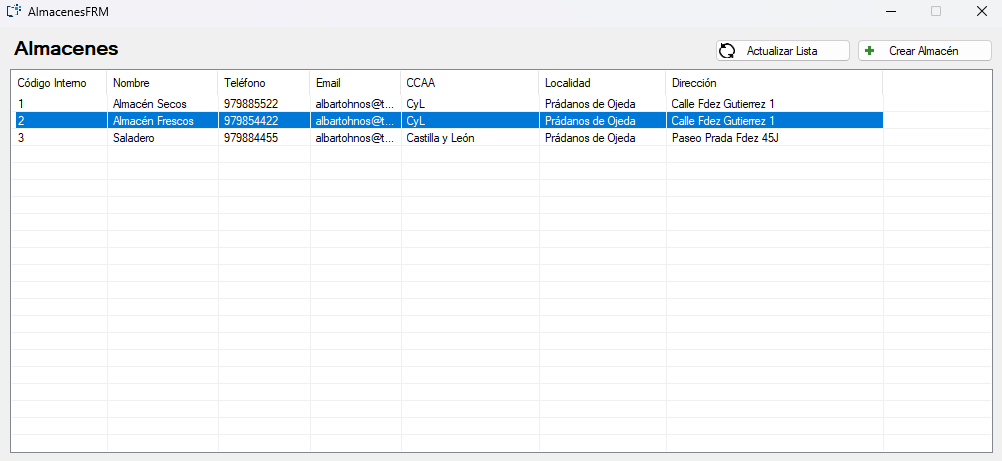 AlmacenesFRM
Almacenes
Actualizar Lista
Crear Almacén
Código Interno Nombre Teléfono Email CCAA Localidad Dirección
1 Almacén Secos 979885522 albartohnos@t... CyL Prádanos de Ojeda Calle Fdez Gutierrez 1
2 Almacén Frescos 979854422 albartohnos@t... CyL Prádanos de Ojeda Calle Fdez Gutierrez 1
3 Saladero 979884455 albartohnos@t... Castilla y León Prádanos de Ojeda Paseo Prada Fdez 45J